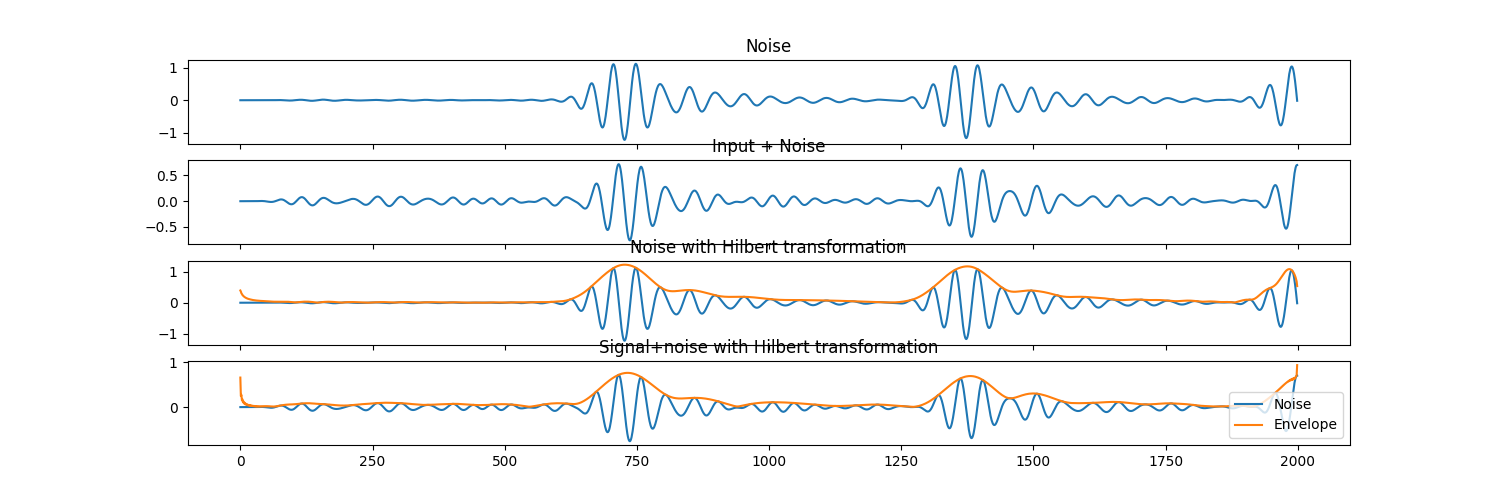 Noise
1
0
−1
Input + Noise
0.5
0.0
−0.5
Noise with Hilbert transformation
1
0
−1
Signal+noise with Hilbert transformation
1
0
Noise
Envelope
0 250 500 750 1000 1250 1500 1750 2000